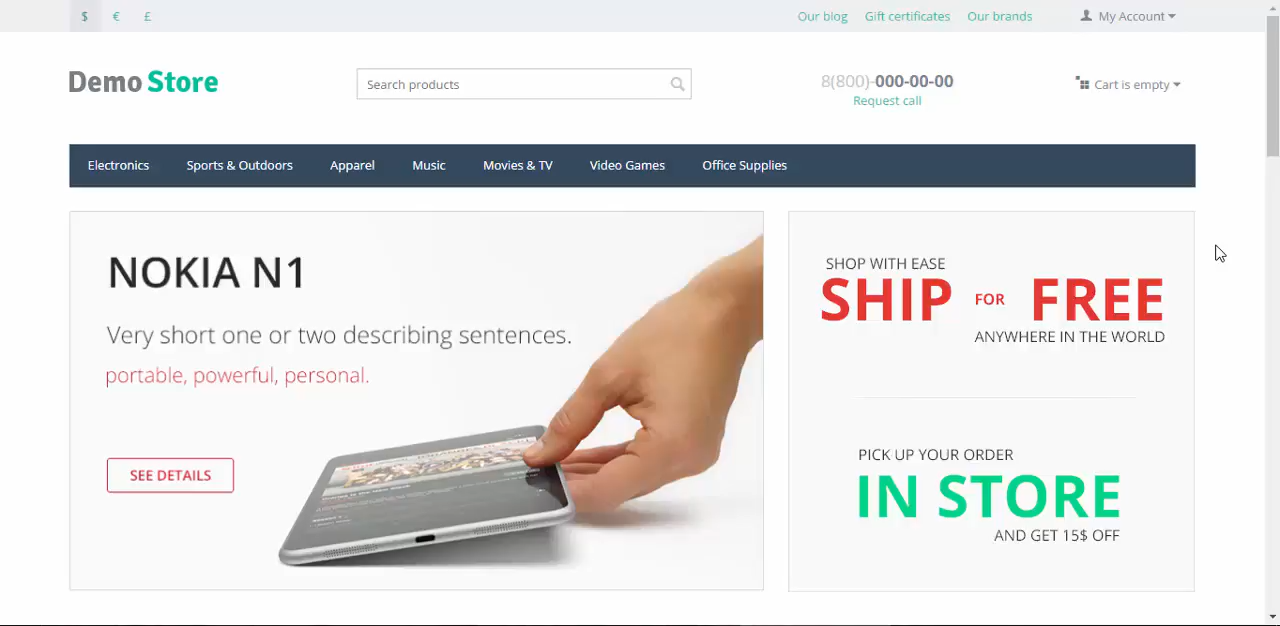 $ € £ Our blog Gift certificates Our brands My Account
Demo Store Search products 8(800)-000-00-00 Cart is empty
Request call
Electronics Sports & Outdoors Apparel Music Movies & TV Video Games Office Supplies
NOKIA N1
Very short one or two describing sentences.
portable, powerful, personal.
SEE DETAILS
SHOP WITH EASE
SHIP FOR FREE
ANYWHERE IN THE WORLD
PICK UP YOUR ORDER
IN STORE
AND GET 15$ OFF